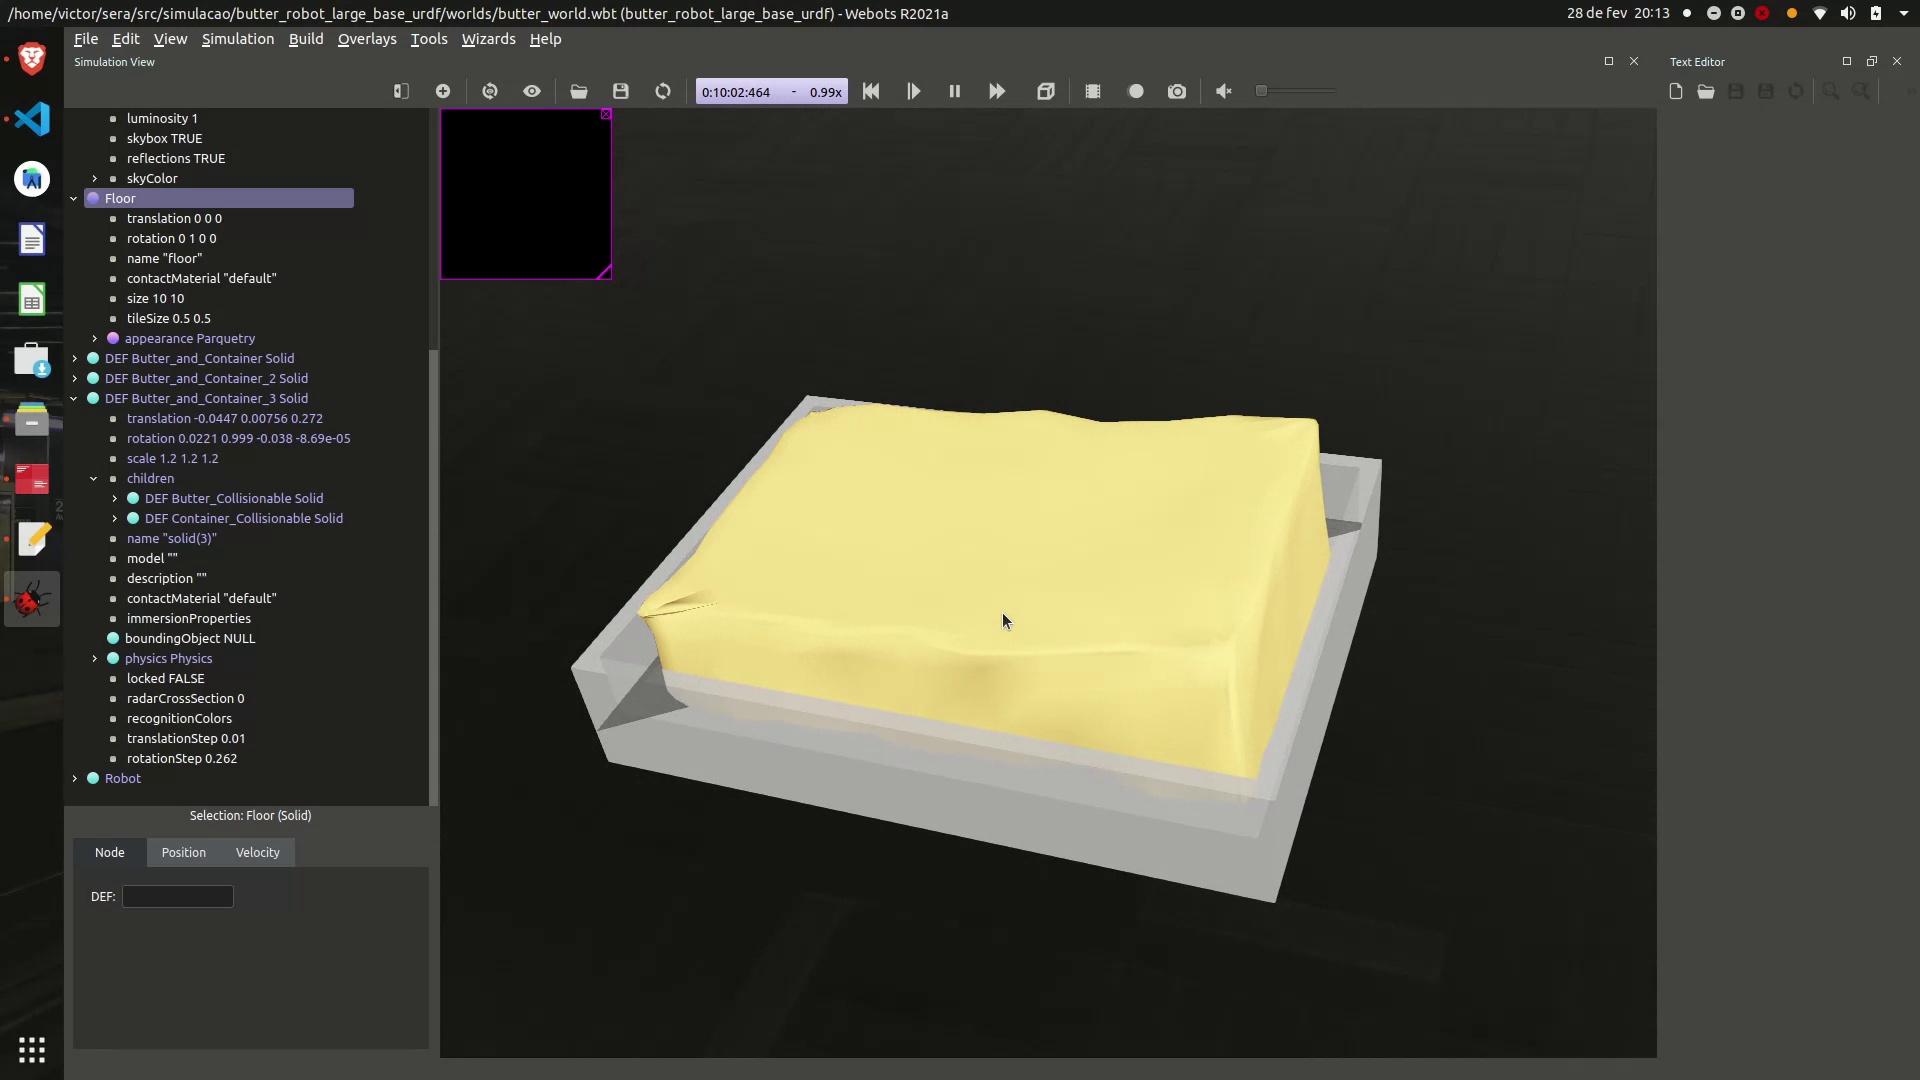 /home/victor/sera/src/simulacao/butter_robot_large_base_urdf/worlds/butter_world.wbt (butter_robot_large_base_urdf) - Webots R2021a
28 de fev 20:13
File Edit View Simulation Build Overlays Tools Wizards Help
Simulation View
Text Editor
0:10:02:464 - 0.99x
luminosity 1
skybox TRUE
reflections TRUE
skyColor
Floor
translation 0 0 0
rotation 0 1 0 0
name "floor"
contactMaterial "default"
size 10 10
tileSize 0.5 0.5
appearance Parquetry
DEF Butter_and_Container Solid
DEF Butter_and_Container_2 Solid
DEF Butter_and_Container_3 Solid
translation -0.0447 0.00756 0.272
rotation 0.0221 0.999 -0.038 -8.69e-05
scale 1.2 1.2 1.2
children
DEF Butter_Collisionable Solid
DEF Container_Collisionable Solid
name "solid(3)"
model ""
description ""
contactMaterial "default"
immersionProperties
boundingObject NULL
physics Physics
locked FALSE
radarCrossSection 0
recognitionColors
translationStep 0.01
rotationStep 0.262
Robot
Selection: Floor (Solid)
Node Position Velocity
DEF: